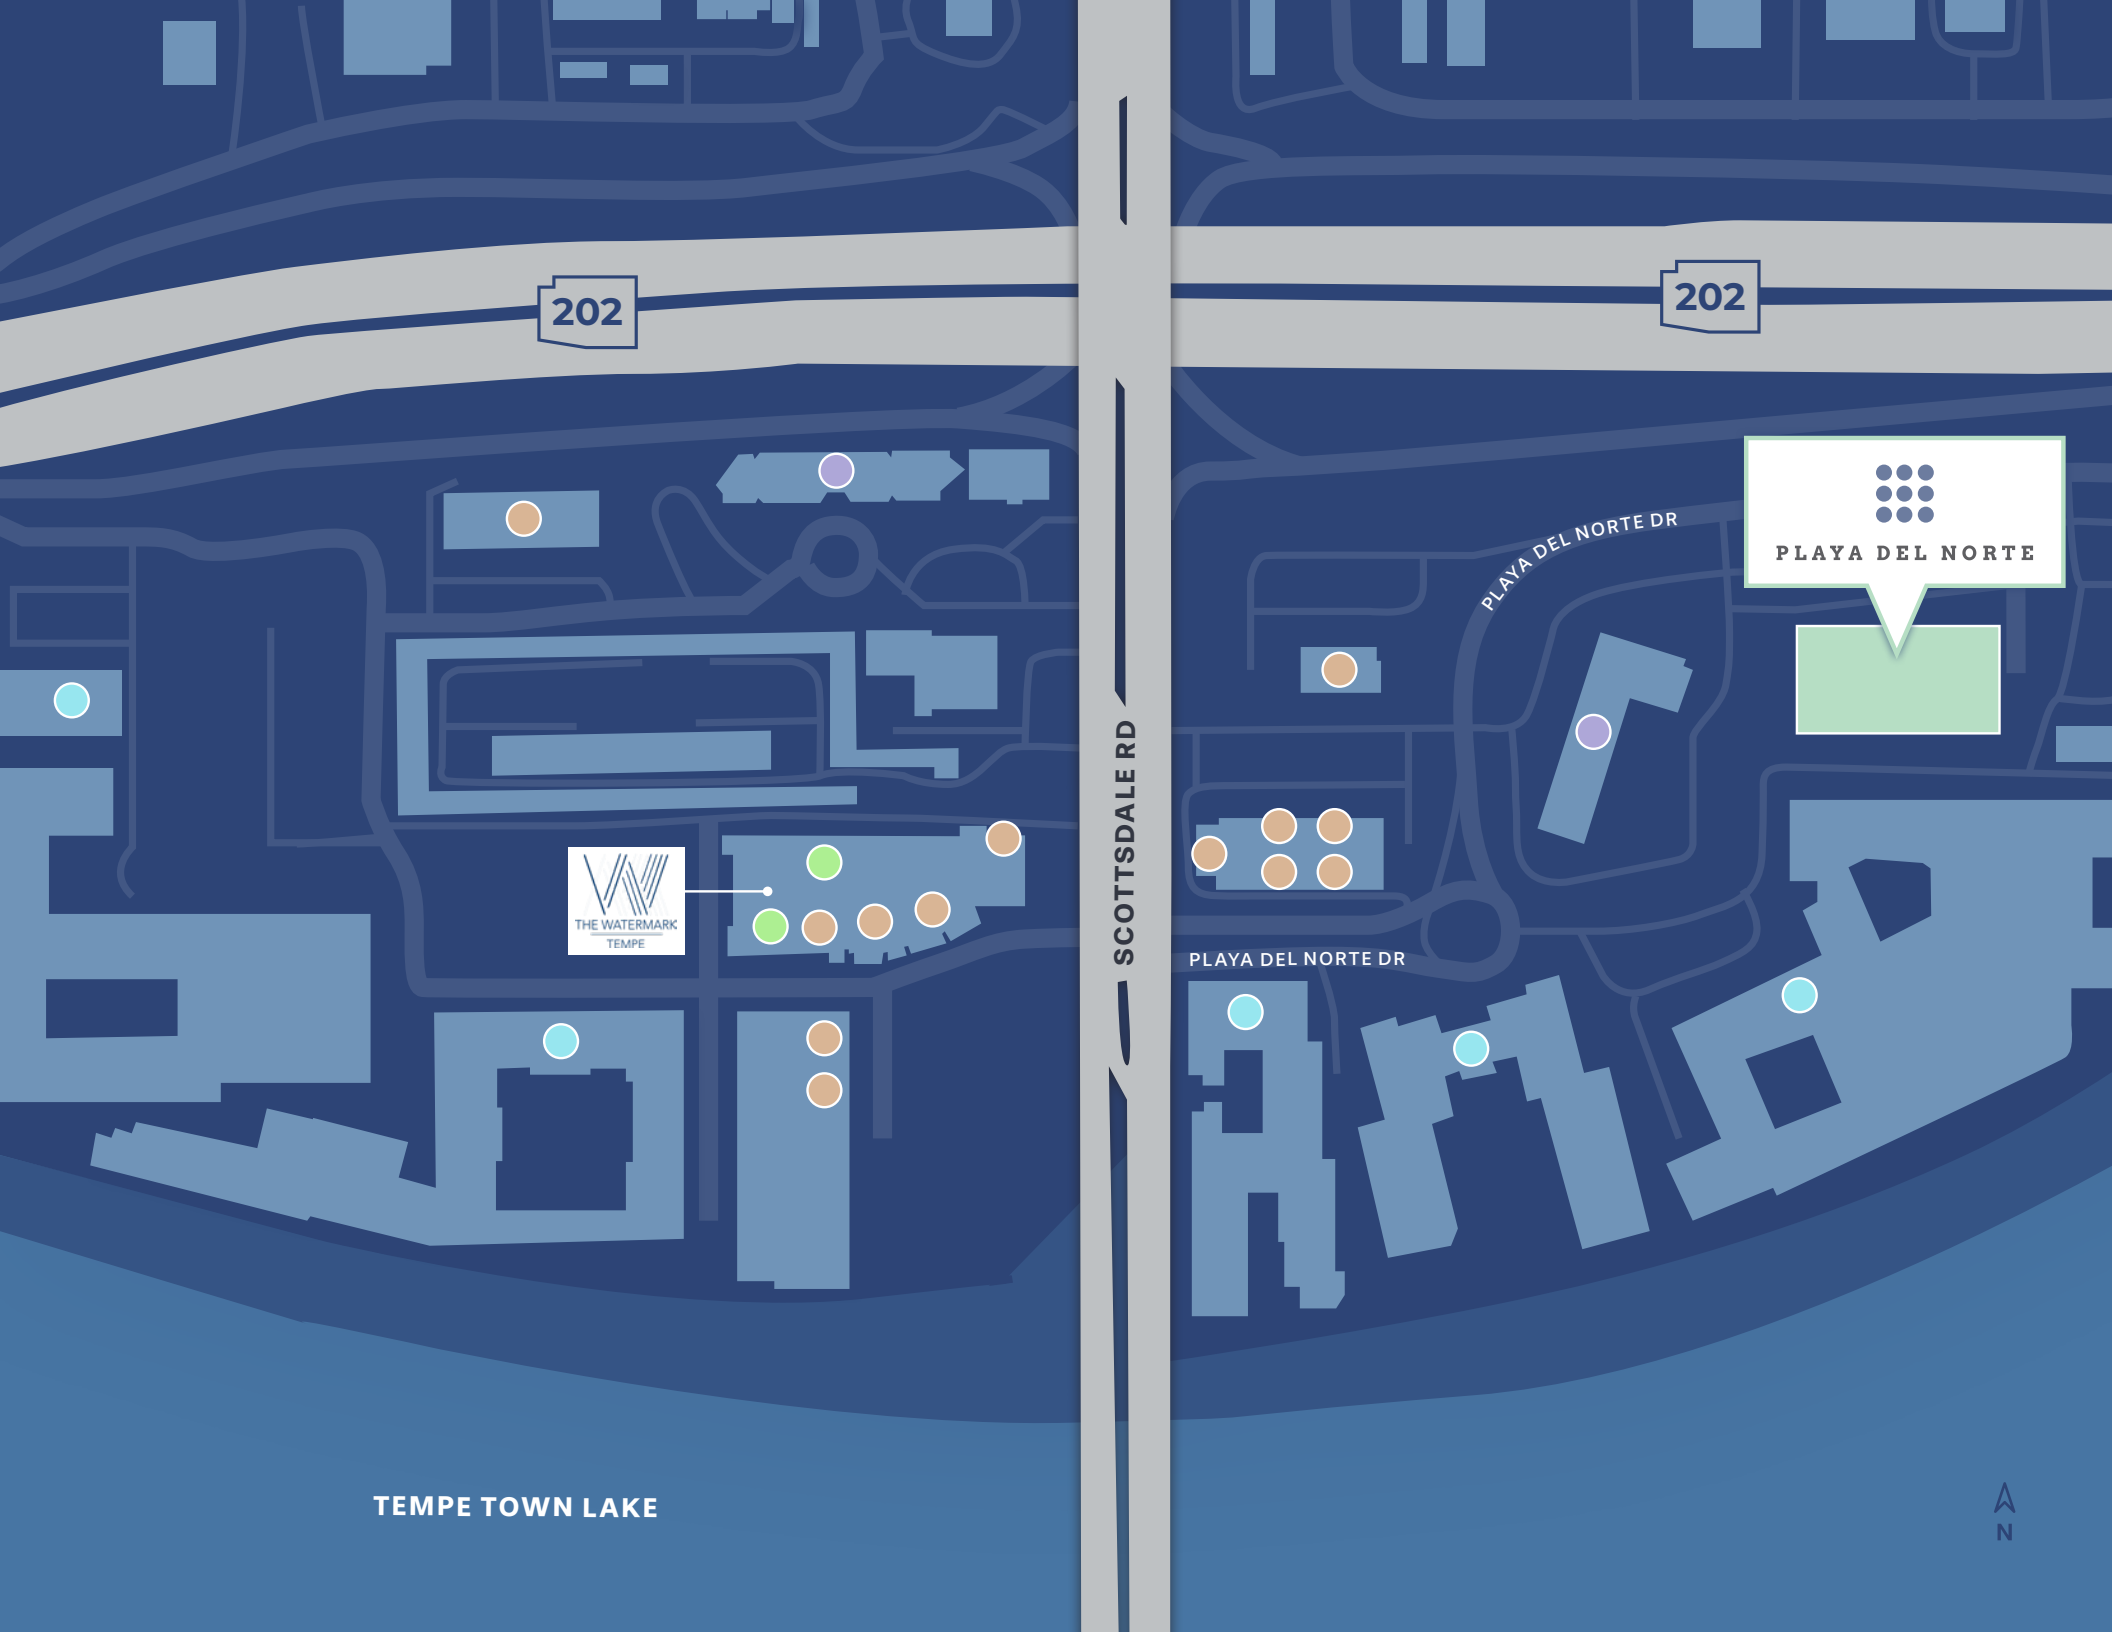 202
202
PLAYA DEL NORTE DR
PLAYA DEL NORTE
SCOTTSDALE RD
THE WATERMARK
TEMPE
PLAYA DEL NORTE DR
TEMPE TOWN LAKE
N